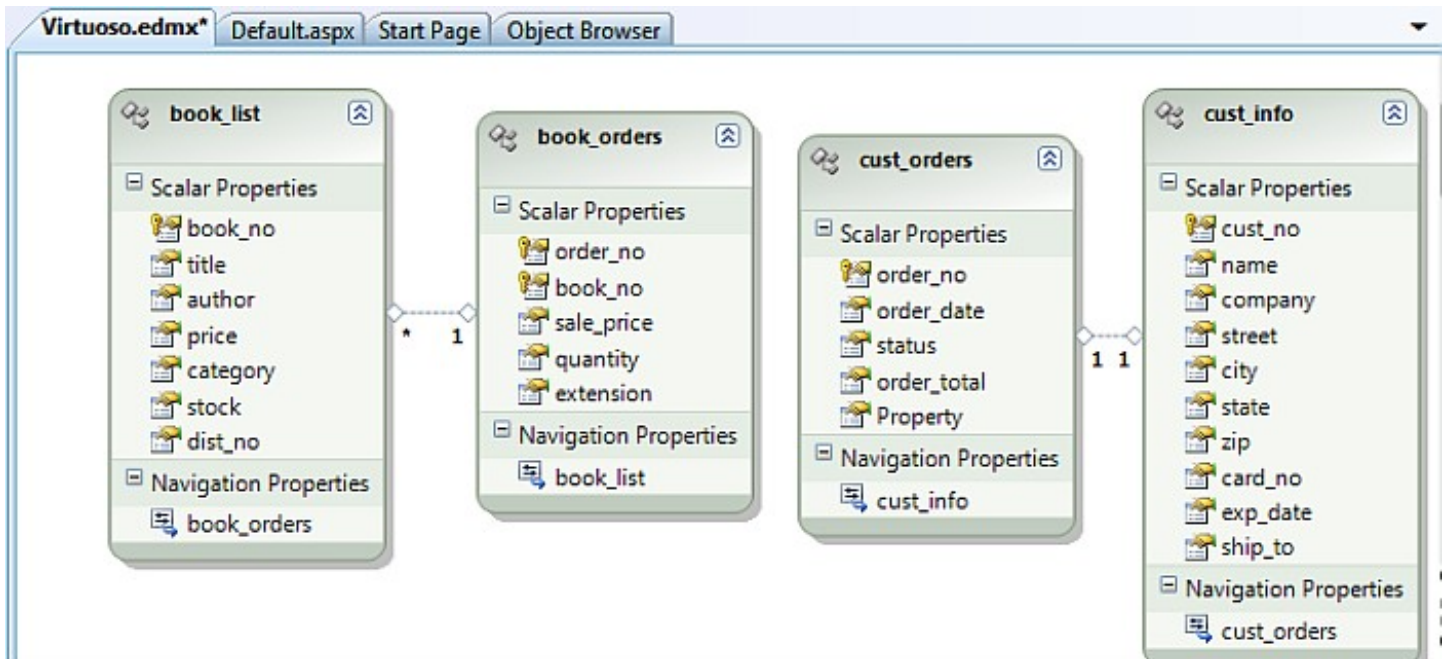 Virtuoso.edmx* Default.aspx Start Page Object Browser
book_list
Scalar Properties
book_no
title
author
price
category
stock
dist_no
Navigation Properties
book_orders
* 1
book_orders
Scalar Properties
order_no
book_no
sale_price
quantity
extension
Navigation Properties
book_list
cust_orders
Scalar Properties
order_no
order_date
status
order_total
Property
Navigation Properties
cust_info
1 1
cust_info
Scalar Properties
cust_no
name
company
street
city
state
zip
card_no
exp_date
ship_to
Navigation Properties
cust_orders